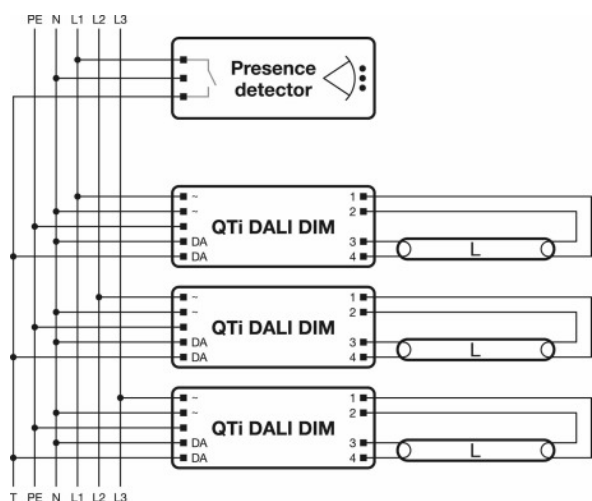 PE N L1 L2 L3
Presence
detector
~ 1
~ 2
QTi DALI DIM
DA 3
DA 4
L
~ 1
~ 2
QTi DALI DIM
DA 3
DA 4
L
~ 1
~ 2
QTi DALI DIM
DA 3
DA 4
L
T PE N L1 L2 L3